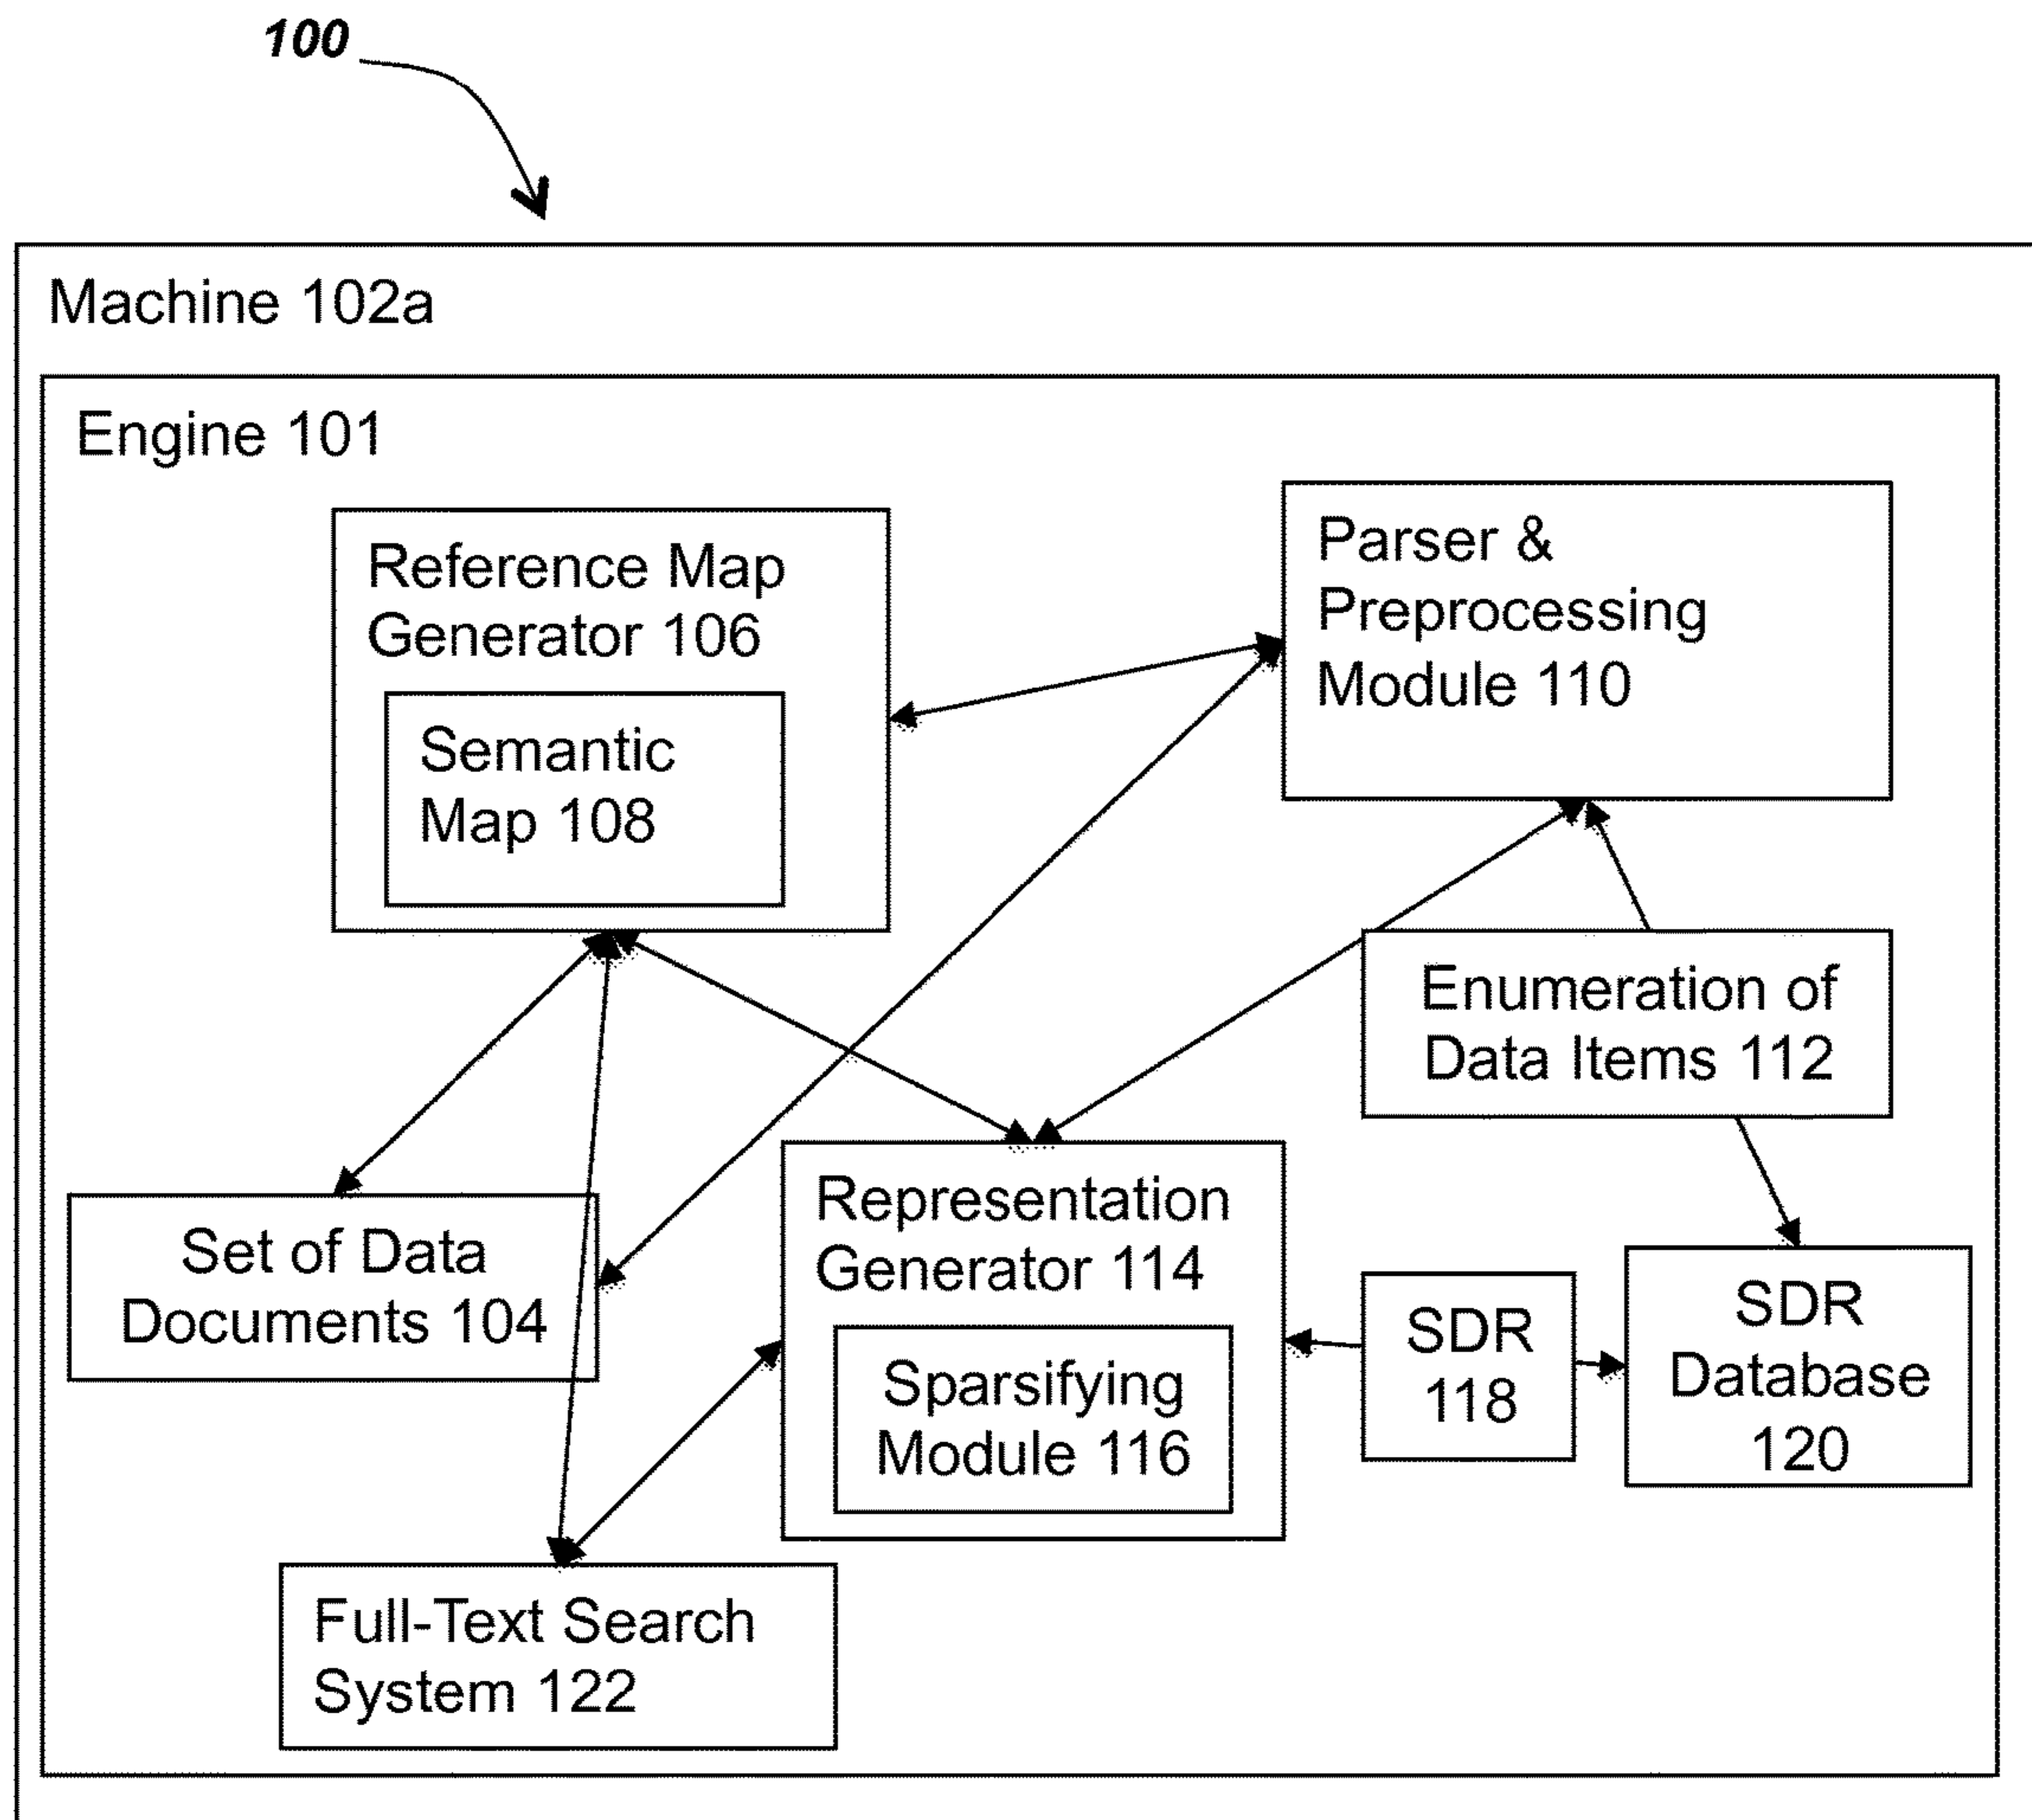 100
Machine 102a
Engine 101
Reference Map
Generator 106
Semantic
Map 108
Parser &
Preprocessing
Module 110
Enumeration of
Data Items 112
Set of Data
Documents 104
Representation
Generator 114
Sparsifying
Module 116
SDR
118
SDR
Database
120
Full-Text Search
System 122